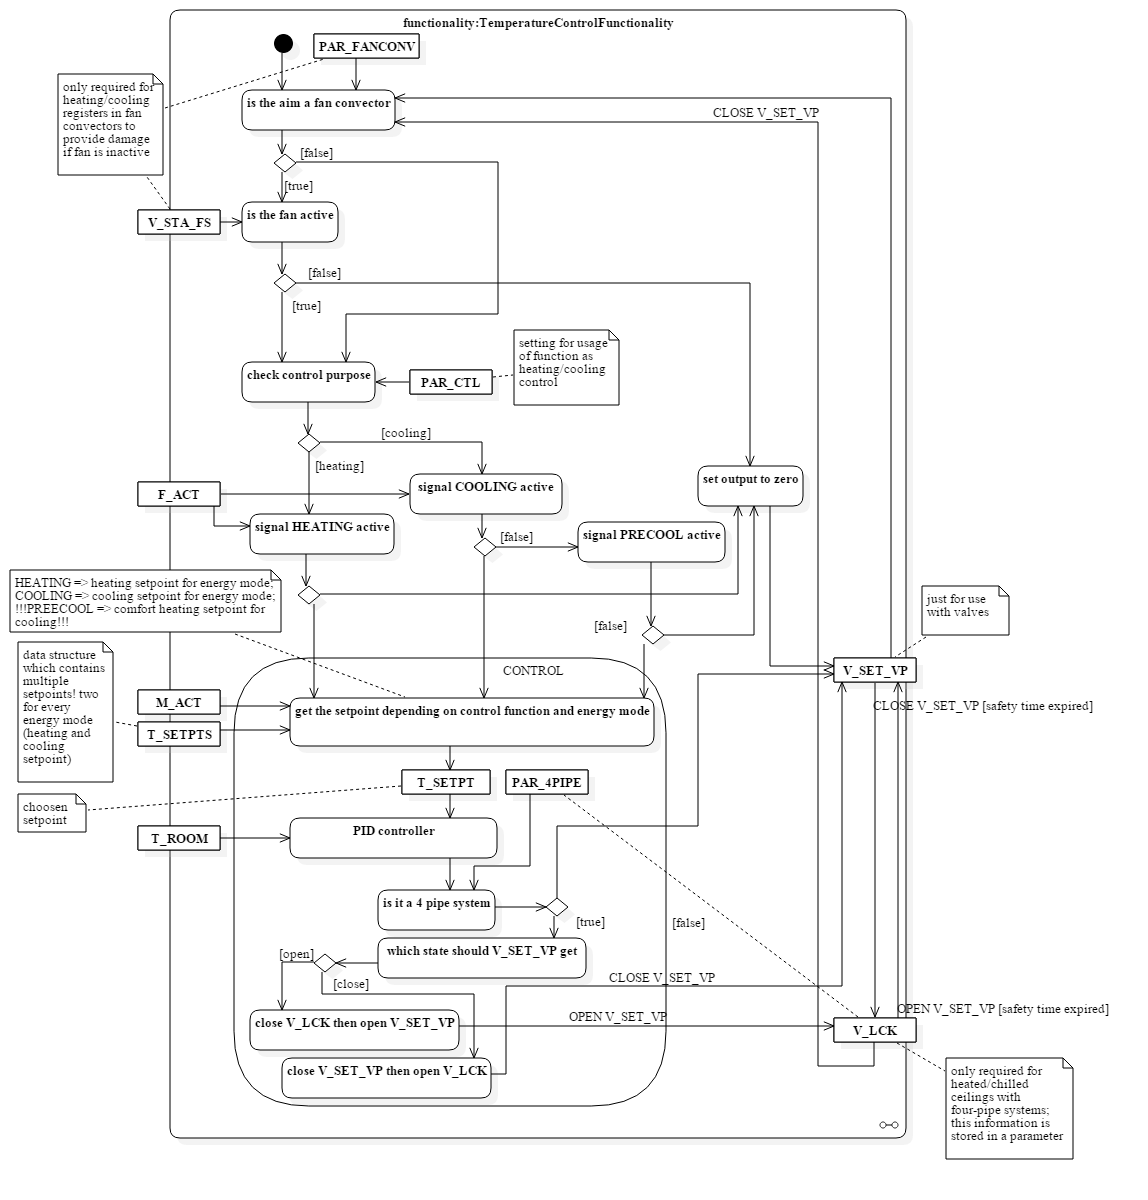 functionality:TemperatureControlFunctionality
PAR_FANCONV
only required for
heating/cooling
registers in fan
convectors to
provide damage
if fan is inactive
is the aim a fan convector
CLOSE V_SET_VP
[false]
[true]
V_STA_FS
is the fan active
[false]
[true]
setting for usage
of function as
heating/cooling
control
check control purpose
PAR_CTL
[cooling]
[heating]
set output to zero
F_ACT
signal COOLING active
signal HEATING active
[false]
signal PRECOOL active
HEATING => heating setpoint for energy mode;
COOLING => cooling setpoint for energy mode;
!!!PREECOOL => comfort heating setpoint for
cooling!!!
just for use
with valves
[false]
data structure
which contains
multiple
setpoints! two
for every
energy mode
(heating and
cooling
setpoint)
CONTROL
V_SET_VP
M_ACT
get the setpoint depending on control function and energy mode
CLOSE V_SET_VP [safety time expired]
T_SETPTS
T_SETPT
PAR_4PIPE
choosen
setpoint
T_ROOM
PID controller
is it a 4 pipe system
[true]
[false]
which state should V_SET_VP get
[open]
[close]
CLOSE V_SET_VP
OPEN V_SET_VP [safety time expired]
close V_LCK then open V_SET_VP
OPEN V_SET_VP
V_LCK
close V_SET_VP then open V_LCK
only required for
heated/chilled
ceilings with
four-pipe systems;
this information is
stored in a parameter